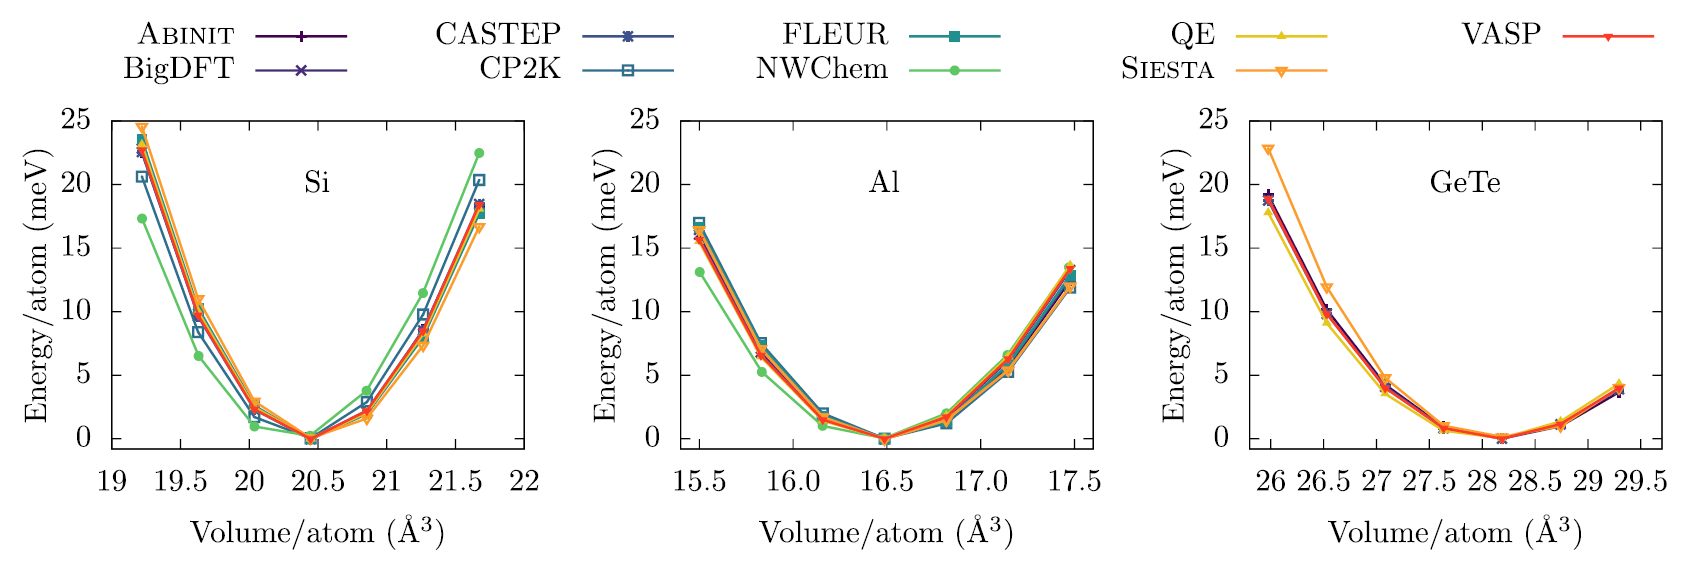 ABINIT CASTEP FLEUR QE VASP
BigDFT CP2K NWChem SIESTA
25 25 25
20 Si 20 Al 20 GeTe
15 15 15
10 10 10
5 5 5
0 0 0
Energy/atom (meV) Energy/atom (meV) Energy/atom (meV)
19 19.5 20 20.5 21 21.5 22 15.5 16.0 16.5 17.0 17.5 26 26.5 27 27.5 28 28.5 29 29.5
Volume/atom (Å³) Volume/atom (Å³) Volume/atom (Å³)